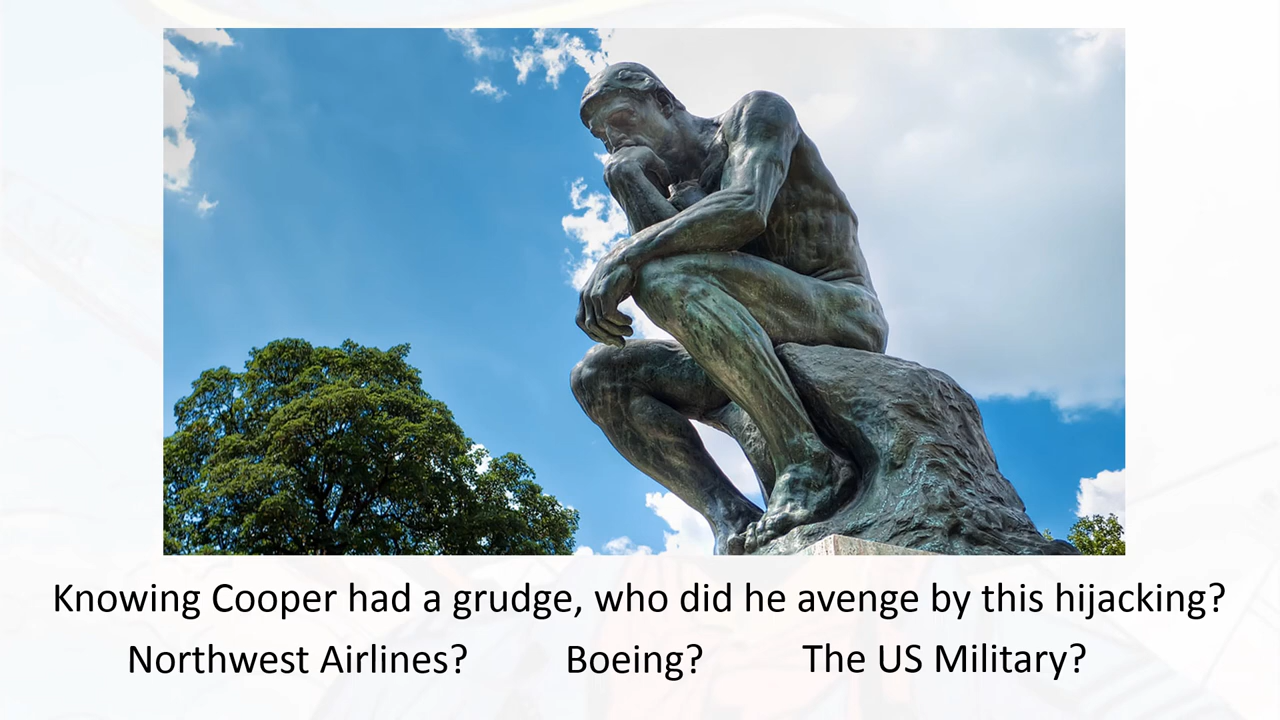 Knowing Cooper had a grudge, who did he avenge by this hijacking?
Northwest Airlines? Boeing? The US Military?